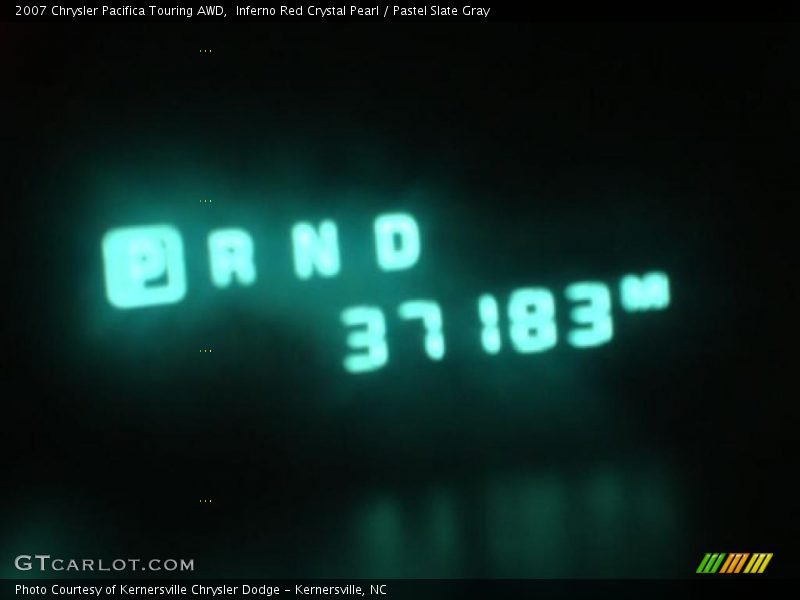 2007 Chrysler Pacifica Touring AWD,  Inferno Red Crystal Pearl / Pastel Slate Gray
P R N D
37183 M
GTCARLOT.COM
Photo Courtesy of Kernersville Chrysler Dodge - Kernersville, NC